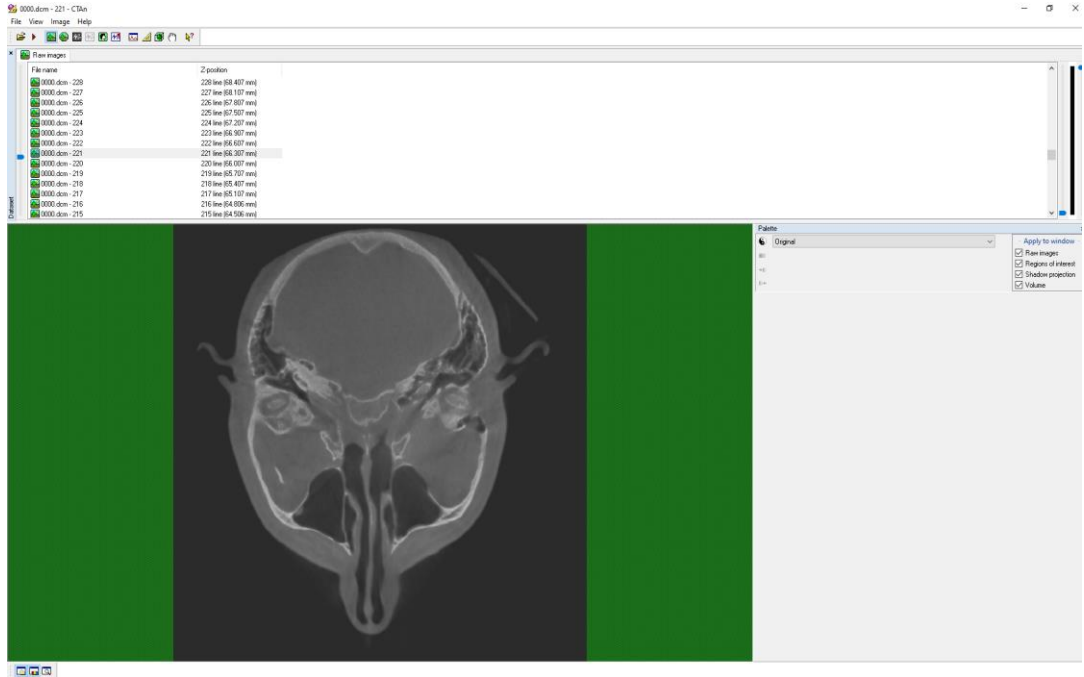 0000.dcm - 221 - CTAn
File View Image Help
Raw images
File name Z-position
0000.dcm - 228 228 line (68.407 mm)
0000.dcm - 227 227 line (68.107 mm)
0000.dcm - 226 226 line (67.807 mm)
0000.dcm - 225 225 line (67.507 mm)
0000.dcm - 224 224 line (67.207 mm)
0000.dcm - 223 223 line (66.907 mm)
0000.dcm - 222 222 line (66.607 mm)
0000.dcm - 221 221 line (66.307 mm)
0000.dcm - 220 220 line (66.007 mm)
0000.dcm - 219 219 line (65.707 mm)
0000.dcm - 218 218 line (65.407 mm)
0000.dcm - 217 217 line (65.107 mm)
0000.dcm - 216 216 line (64.806 mm)
0000.dcm - 215 215 line (64.506 mm)
Dataset
Palette
Original
Apply to window
Raw images
Regions of interest
Shadow projection
Volume